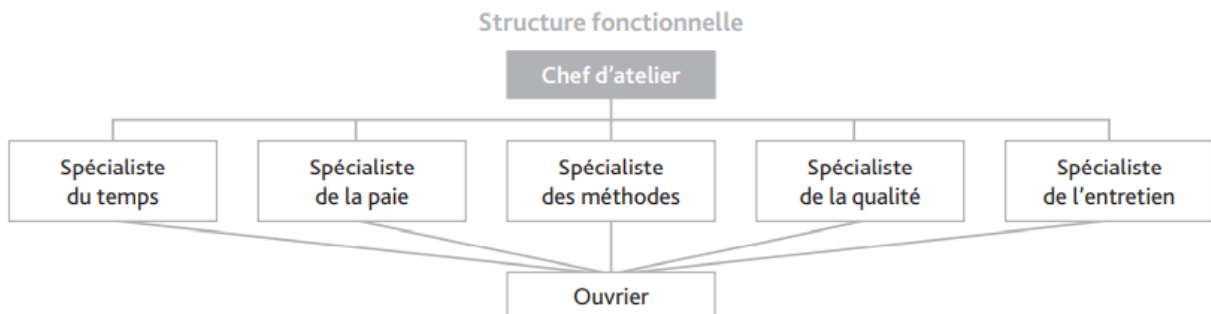 Structure fonctionnelle
Chef d’atelier
Spécialiste
du temps
Spécialiste
de la paie
Spécialiste
des méthodes
Spécialiste
de la qualité
Spécialiste
de l’entretien
Ouvrier